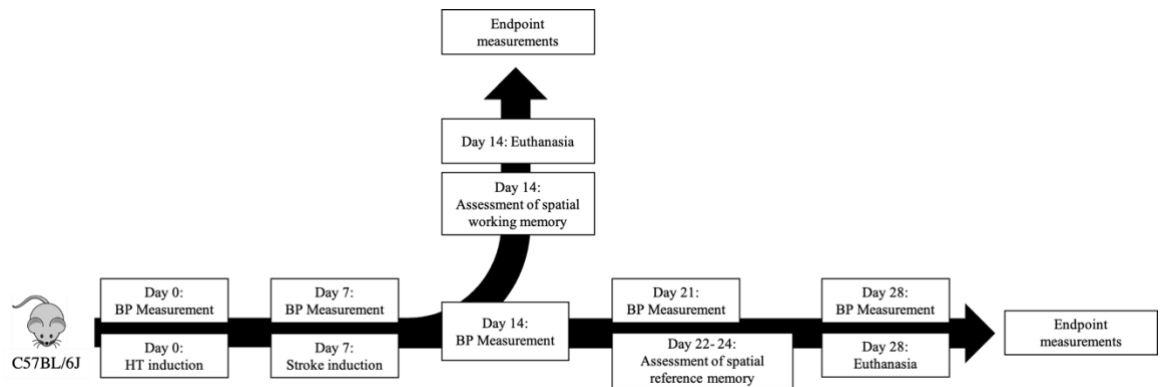 Endpoint
measurements
Day 14: Euthanasia
Day 14:
Assessment of spatial
working memory
Day 0:
BP Measurement
Day 7:
BP Measurement
Day 21:
BP Measurement
Day 28:
BP Measurement
Day 14:
BP Measurement
Endpoint
measurements
C57BL/6J
Day 0:
HT induction
Day 7:
Stroke induction
Day 22- 24:
Assessment of spatial
reference memory
Day 28:
Euthanasia